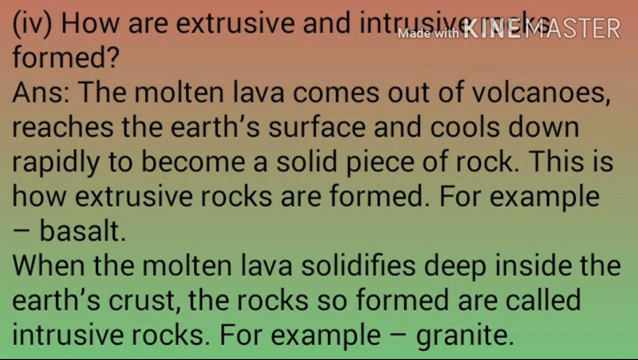 (iv) How are extrusive and intrusive rocks
Made with KINEMASTER
formed?
Ans: The molten lava comes out of volcanoes,
reaches the earth's surface and cools down
rapidly to become a solid piece of rock. This is
how extrusive rocks are formed. For example
– basalt.
When the molten lava solidifies deep inside the
earth's crust, the rocks so formed are called
intrusive rocks. For example – granite.